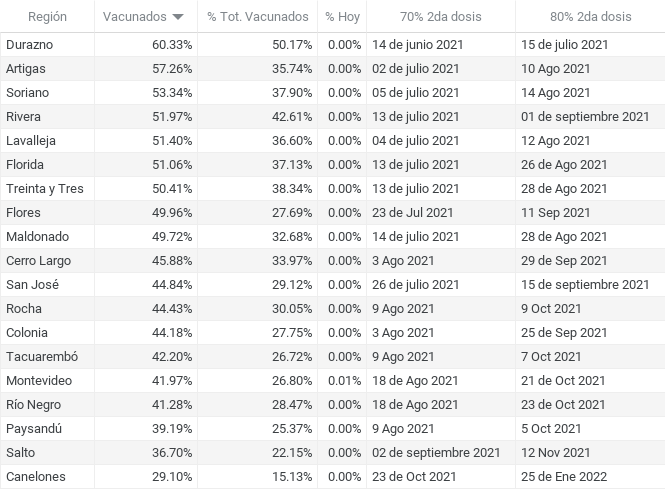 Región Vacunados % Tot. Vacunados % Hoy 70% 2da dosis 80% 2da dosis
Durazno 60.33% 50.17% 0.00% 14 de junio 2021 15 de julio 2021
Artigas 57.26% 35.74% 0.00% 02 de julio 2021 10 Ago 2021
Soriano 53.34% 37.90% 0.00% 05 de julio 2021 14 Ago 2021
Rivera 51.97% 42.61% 0.00% 13 de julio 2021 01 de septiembre 2021
Lavalleja 51.40% 36.60% 0.00% 04 de julio 2021 12 Ago 2021
Florida 51.06% 37.13% 0.00% 13 de julio 2021 26 de Ago 2021
Treinta y Tres 50.41% 38.34% 0.00% 13 de julio 2021 28 de Ago 2021
Flores 49.96% 27.69% 0.00% 23 de Jul 2021 11 Sep 2021
Maldonado 49.72% 32.68% 0.00% 14 de julio 2021 28 de Ago 2021
Cerro Largo 45.88% 33.97% 0.00% 3 Ago 2021 29 de Sep 2021
San José 44.84% 29.12% 0.00% 26 de julio 2021 15 de septiembre 2021
Rocha 44.43% 30.05% 0.00% 9 Ago 2021 9 Oct 2021
Colonia 44.18% 27.75% 0.00% 3 Ago 2021 25 de Sep 2021
Tacuarembó 42.20% 26.72% 0.00% 9 Ago 2021 7 Oct 2021
Montevideo 41.97% 26.80% 0.01% 18 de Ago 2021 21 de Oct 2021
Río Negro 41.28% 28.47% 0.00% 18 de Ago 2021 23 de Oct 2021
Paysandú 39.19% 25.37% 0.00% 9 Ago 2021 5 Oct 2021
Salto 36.70% 22.15% 0.00% 02 de septiembre 2021 12 Nov 2021
Canelones 29.10% 15.13% 0.00% 23 de Oct 2021 25 de Ene 2022